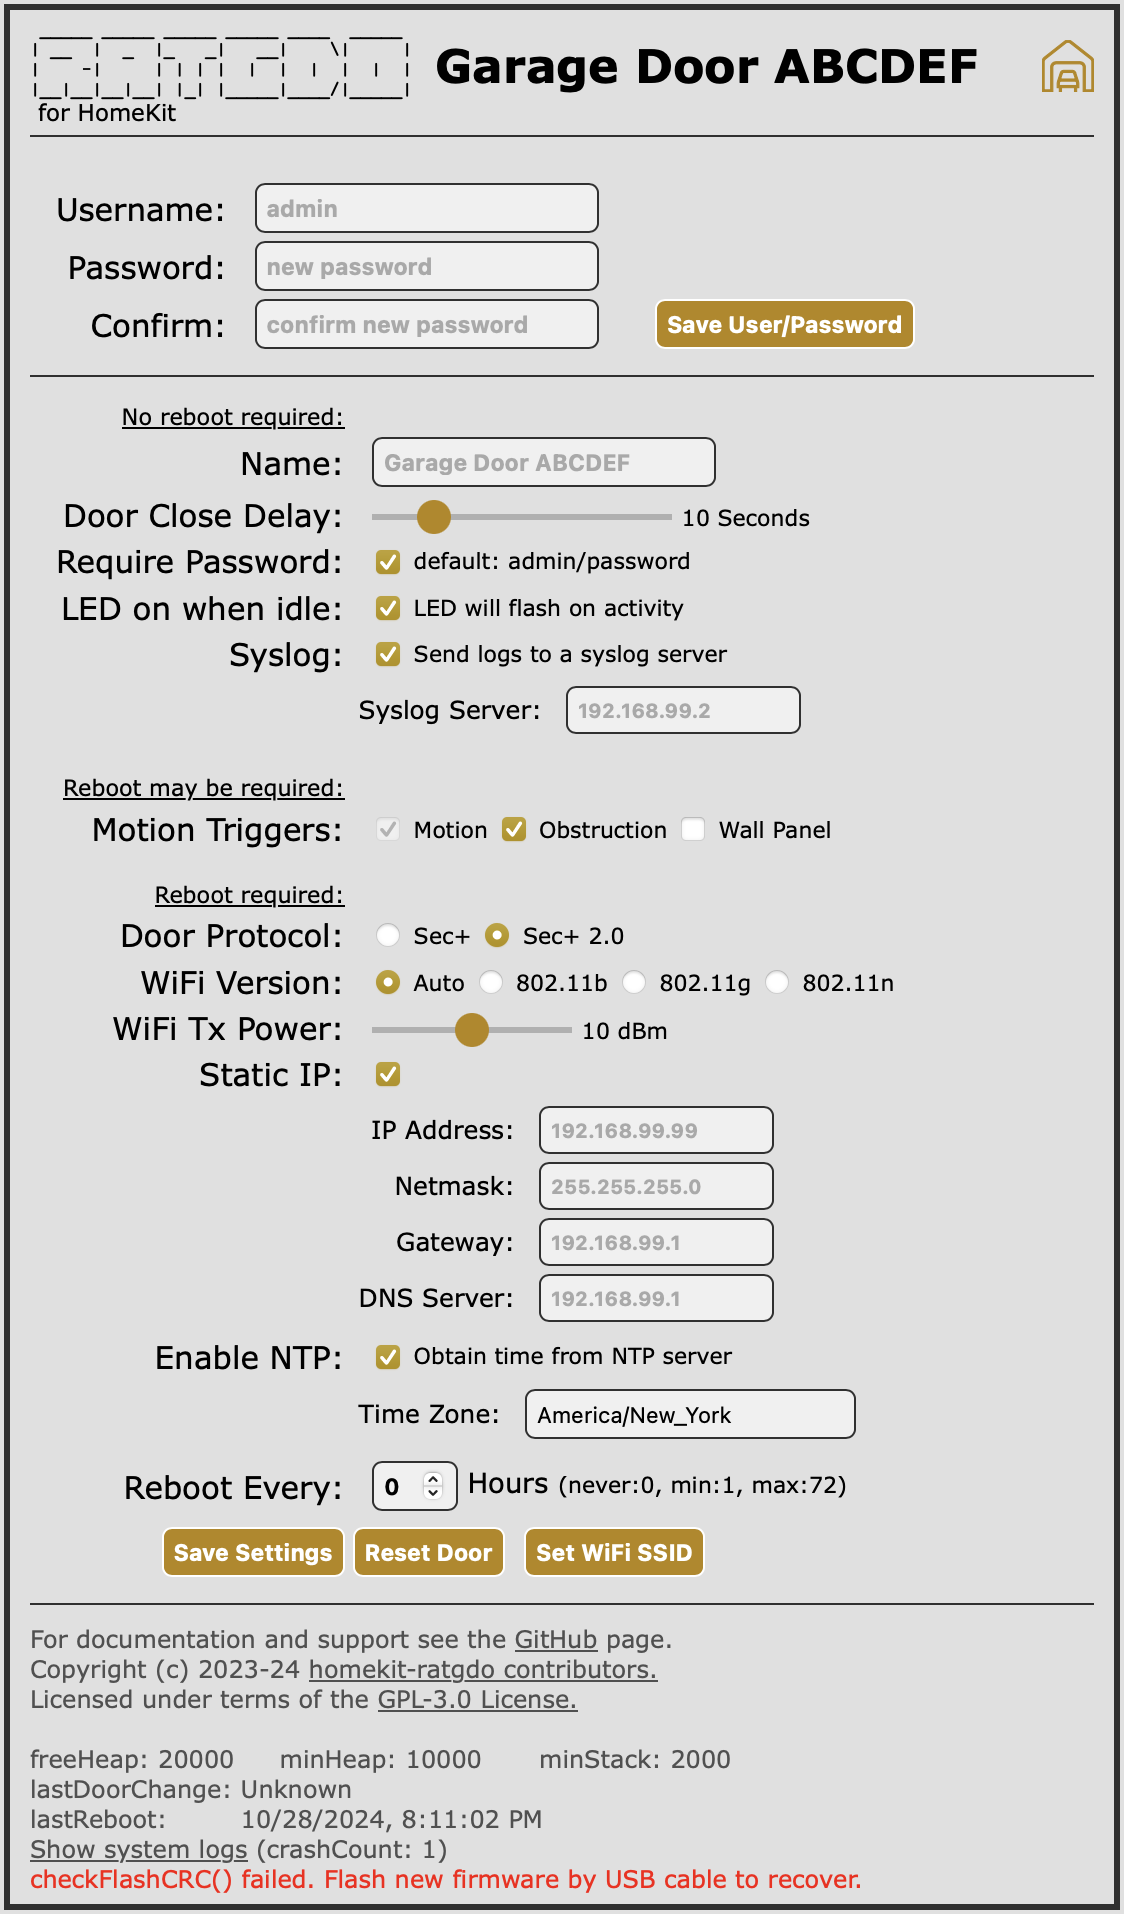 RATGDO
Garage Door ABCDEF
for HomeKit
Username: admin
Password: new password
Confirm: confirm new password Save User/Password
No reboot required:
Name: Garage Door ABCDEF
Door Close Delay: 10 Seconds
Require Password: default: admin/password
LED on when idle: LED will flash on activity
Syslog: Send logs to a syslog server
Syslog Server: 192.168.99.2
Reboot may be required:
Motion Triggers: Motion Obstruction Wall Panel
Reboot required:
Door Protocol: Sec+ Sec+ 2.0
WiFi Version: Auto 802.11b 802.11g 802.11n
WiFi Tx Power: 10 dBm
Static IP:
IP Address: 192.168.99.99
Netmask: 255.255.255.0
Gateway: 192.168.99.1
DNS Server: 192.168.99.1
Enable NTP: Obtain time from NTP server
Time Zone: America/New_York
Reboot Every: 0 Hours (never:0, min:1, max:72)
Save Settings Reset Door Set WiFi SSID
For documentation and support see the GitHub page.
Copyright (c) 2023-24 homekit-ratgdo contributors.
Licensed under terms of the GPL-3.0 License.
freeHeap: 20000 minHeap: 10000 minStack: 2000
lastDoorChange: Unknown
lastReboot: 10/28/2024, 8:11:02 PM
Show system logs (crashCount: 1)
checkFlashCRC() failed. Flash new firmware by USB cable to recover.